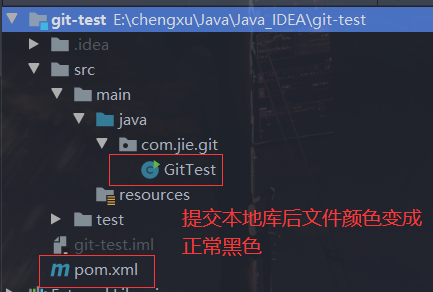 git-test E:\chengxu\Java\Java_IDEA\git-test
.idea
src
main
java
com.jie.git
GitTest
resources
test
提交本地库后文件颜色变成
正常黑色
git-test.iml
pom.xml